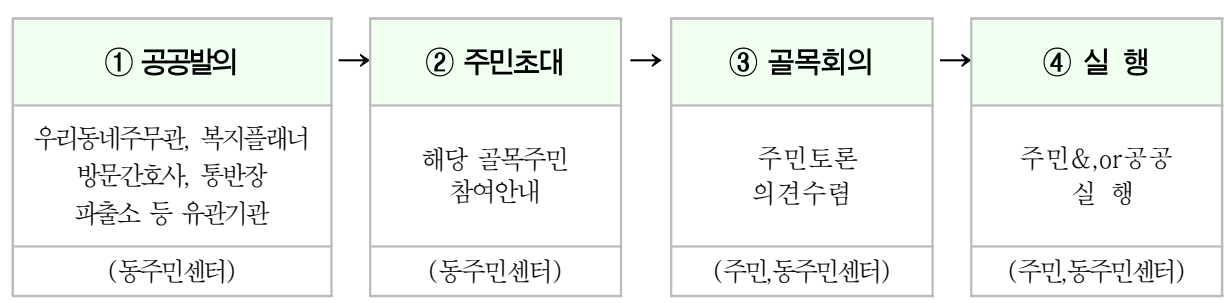 ① 공공발의 → ② 주민초대 → ③ 골목회의 → ④ 실 행
우리동네주무관, 복지플래너
방문간호사, 통반장
파출소 등 유관기관
해당 골목주민
참여안내
주민토론
의견수렴
주민&,or공공
실 행
(동주민센터)
(동주민센터)
(주민,동주민센터)
(주민,동주민센터)